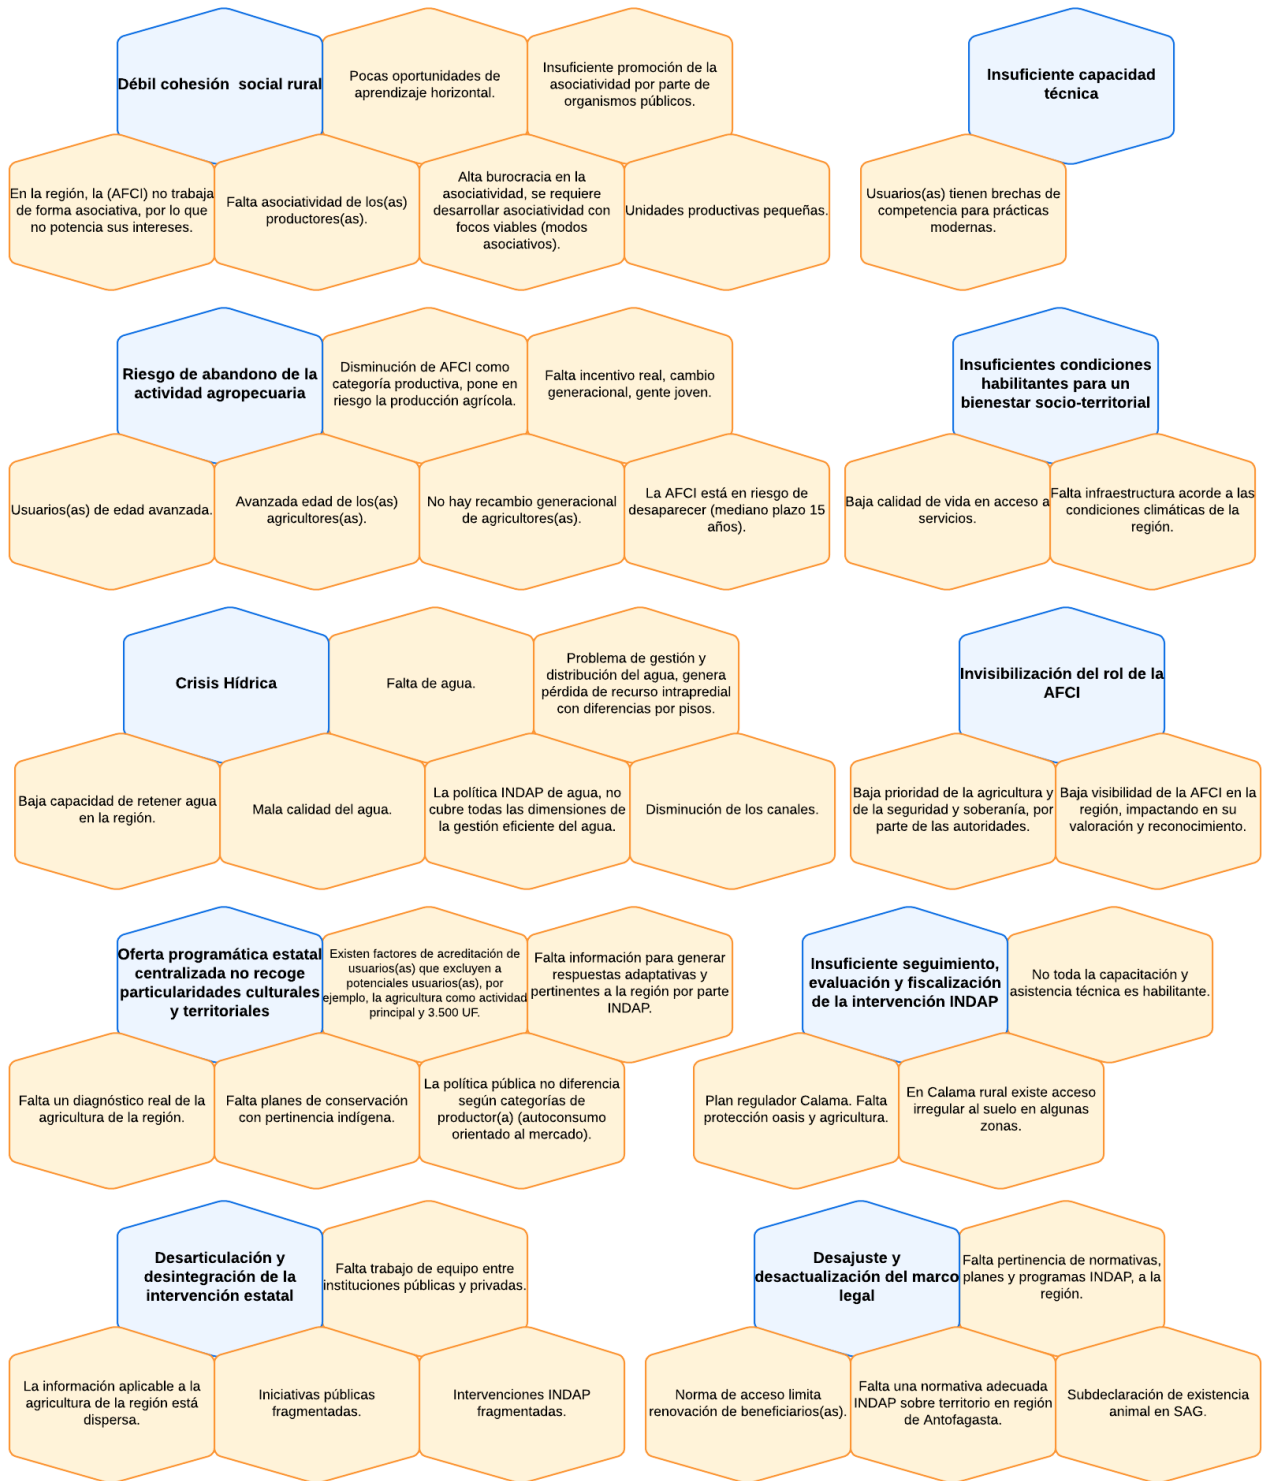 Débil cohesión  social rural
Pocas oportunidades de
aprendizaje horizontal.
Insuficiente promoción de la
asociatividad por parte de
organismos públicos.
En la región, la (AFCI) no trabaja
de forma asociativa, por lo que
no potencia sus intereses.
Falta asociatividad de los(as)
productores(as).
Alta burocracia en la
asociatividad, se requiere
desarrollar asociatividad con
focos viables (modos
asociativos).
Unidades productivas pequeñas.
Insuficiente capacidad
técnica
Usuarios(as) tienen brechas de
competencia para prácticas
modernas.
Riesgo de abandono de la
actividad agropecuaria
Disminución de AFCI como
categoría productiva, pone en
riesgo la producción agrícola.
Falta incentivo real, cambio
generacional, gente joven.
Usuarios(as) de edad avanzada.
Avanzada edad de los(as)
agricultores(as).
No hay recambio generacional
de agricultores(as).
La AFCI está en riesgo de
desaparecer (mediano plazo 15
años).
Insuficientes condiciones
habilitantes para un
bienestar socio-territorial
Baja calidad de vida en acceso a
servicios.
Falta infraestructura acorde a las
condiciones climáticas de la
región.
Crisis Hídrica
Falta de agua.
Problema de gestión y
distribución del agua, genera
pérdida de recurso intrapredial
con diferencias por pisos.
Baja capacidad de retener agua
en la región.
Mala calidad del agua.
La política INDAP de agua, no
cubre todas las dimensiones de
la gestión eficiente del agua.
Disminución de los canales.
Invisibilización del rol de la
AFCI
Baja prioridad de la agricultura y
de la seguridad y soberanía, por
parte de las autoridades.
Baja visibilidad de la AFCI en la
región, impactando en su
valoración y reconocimiento.
Oferta programática estatal
centralizada no recoge
particularidades culturales
y territoriales
Existen factores de acreditación de
usuarios(as) que excluyen a
potenciales usuarios(as), por
ejemplo, la agricultura como actividad
principal y 3.500 UF.
Falta información para generar
respuestas adaptativas y
pertinentes a la región por parte
INDAP.
Falta un diagnóstico real de la
agricultura de la región.
Falta planes de conservación
con pertinencia indígena.
La política pública no diferencia
según categorías de
productor(a) (autoconsumo
orientado al mercado).
Insuficiente seguimiento,
evaluación y fiscalización
de la intervención INDAP
No toda la capacitación y
asistencia técnica es habilitante.
Plan regulador Calama. Falta
protección oasis y agricultura.
En Calama rural existe acceso
irregular al suelo en algunas
zonas.
Desarticulación y
desintegración de la
intervención estatal
Falta trabajo de equipo entre
instituciones públicas y privadas.
La información aplicable a la
agricultura de la región está
dispersa.
Iniciativas públicas
fragmentadas.
Intervenciones INDAP
fragmentadas.
Desajuste y
desactualización del marco
legal
Falta pertinencia de normativas,
planes y programas INDAP, a la
región.
Norma de acceso limita
renovación de beneficiarios(as).
Falta una normativa adecuada
INDAP sobre territorio en región
de Antofagasta.
Subdeclaración de existencia
animal en SAG.